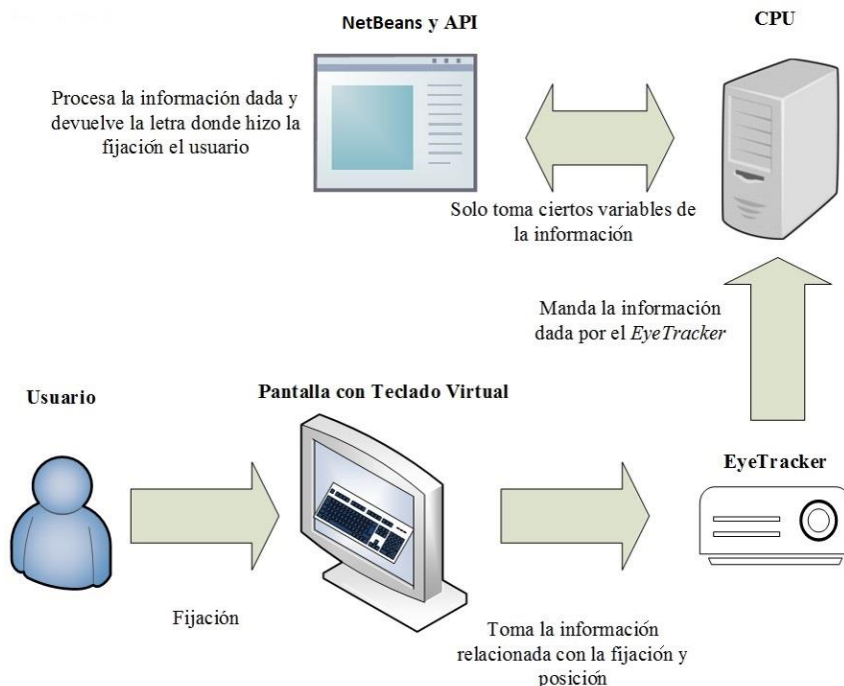 NetBeans y API
CPU
Procesa la información dada y
devuelve la letra donde hizo la
fijación el usuario
Solo toma ciertos variables de
la información
Manda la información
dada por el EyeTracker
Usuario
Pantalla con Teclado Virtual
EyeTracker
Fijación
Toma la información
relacionada con la fijación y
posición